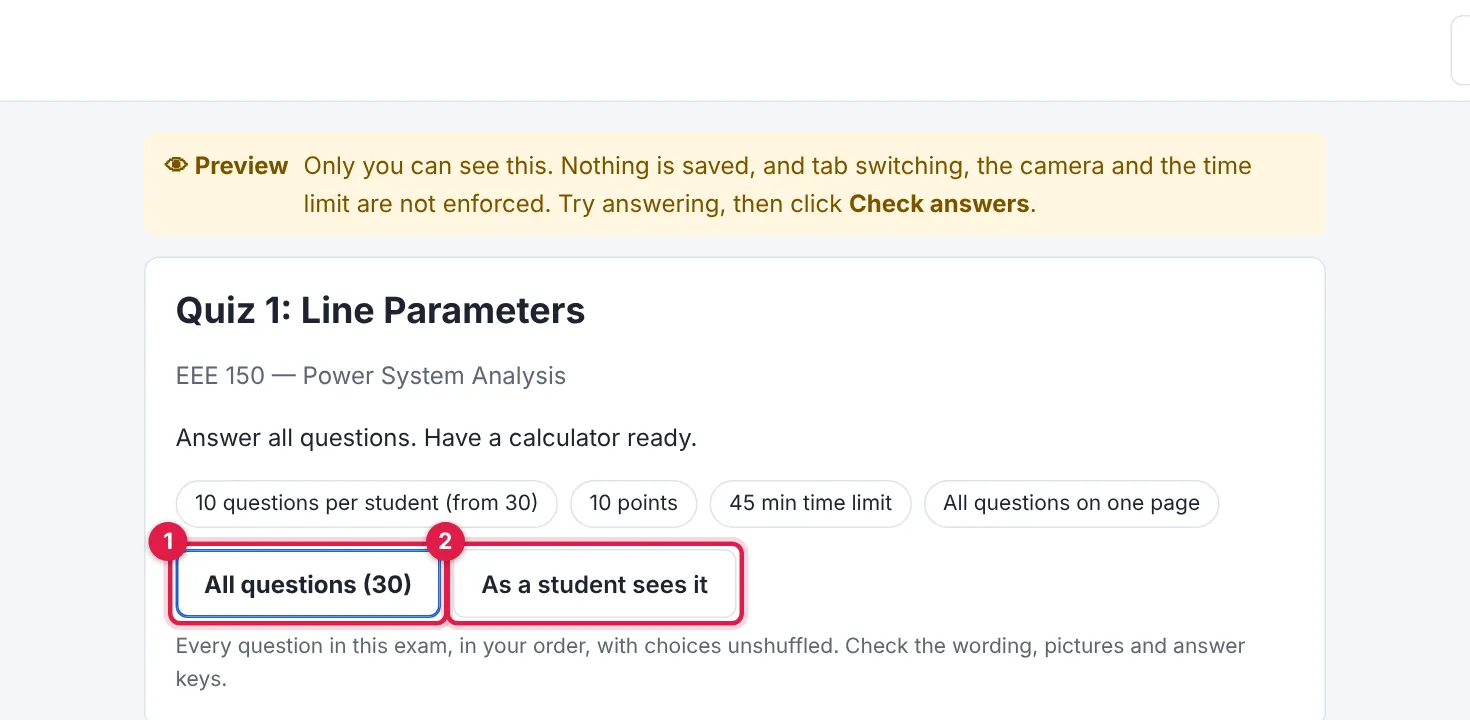 Preview Only you can see this. Nothing is saved, and tab switching, the camera and the time
limit are not enforced. Try answering, then click Check answers.
Quiz 1: Line Parameters
EEE 150 — Power System Analysis
Answer all questions. Have a calculator ready.
10 questions per student (from 30) 10 points 45 min time limit All questions on one page
1 2
All questions (30) As a student sees it
Every question in this exam, in your order, with choices unshuffled. Check the wording, pictures and answer
keys.